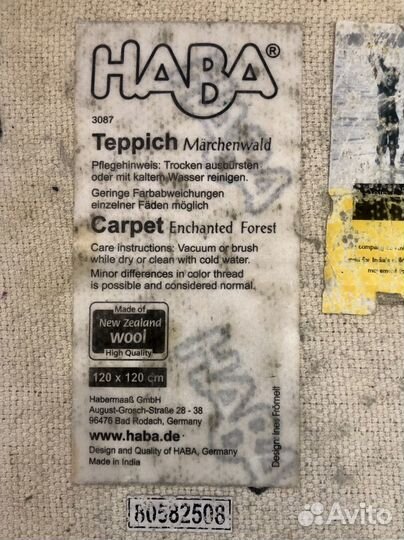 HABA®
3087
Teppich Märchenwald
Pflegehinweis: Trocken ausbürsten
oder mit kaltem Wasser reinigen.
Geringe Farbabweichungen
einzelner Fäden möglich
Carpet Enchanted Forest
Care instructions: Vacuum or brush
while dry or clean with cold water.
Minor differences in color thread
is possible and considered normal.
Made of
New Zealand
wool
High Quality
120 x 120 cm
Habermaaß GmbH
August-Grosch-Straße 28 - 38
96476 Bad Rodach, Germany
www.haba.de
Design and Quality of HABA, Germany
Made in India
Design: Ines Frömelt
HABA
HABA
80582508
Avito